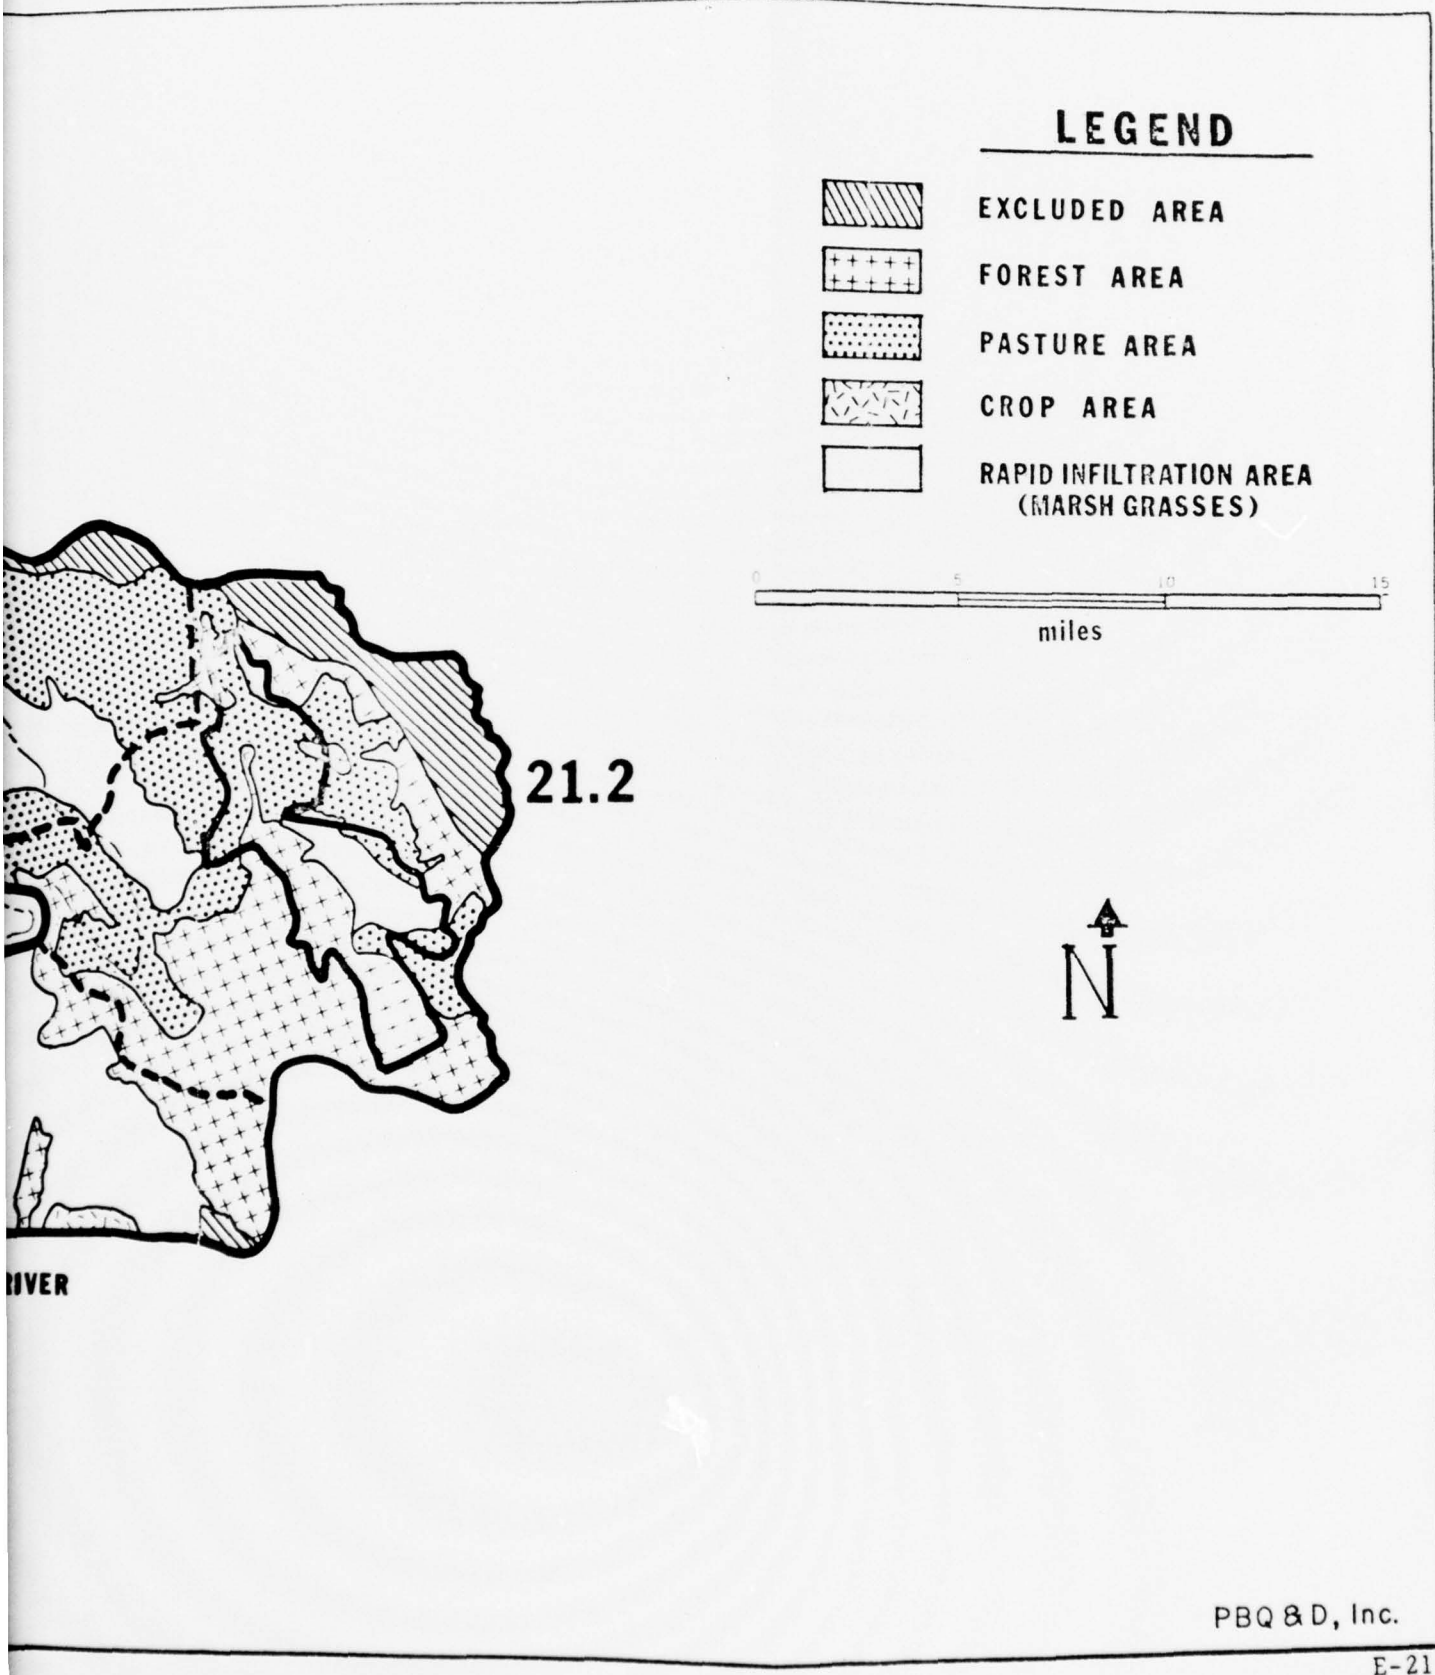 LEGEND
EXCLUDED AREA
FOREST AREA
PASTURE AREA
CROP AREA
RAPID INFILTRATION AREA
(MARSH GRASSES)
0 5 10 15
miles
21.2
N
RIVER
PBQ & D, Inc.
E-21